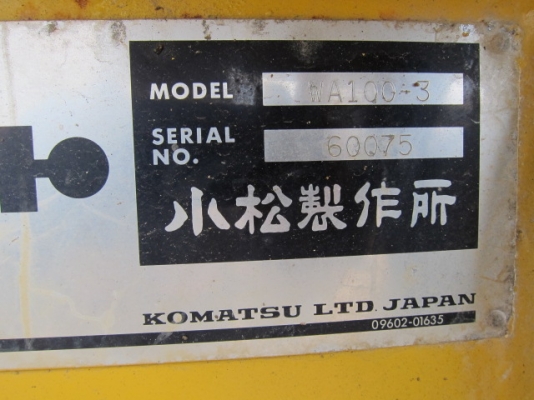 MODEL WA100-3
SERIAL NO. 60075
小松製作所
KOMATSU LTD. JAPAN
09602-01635